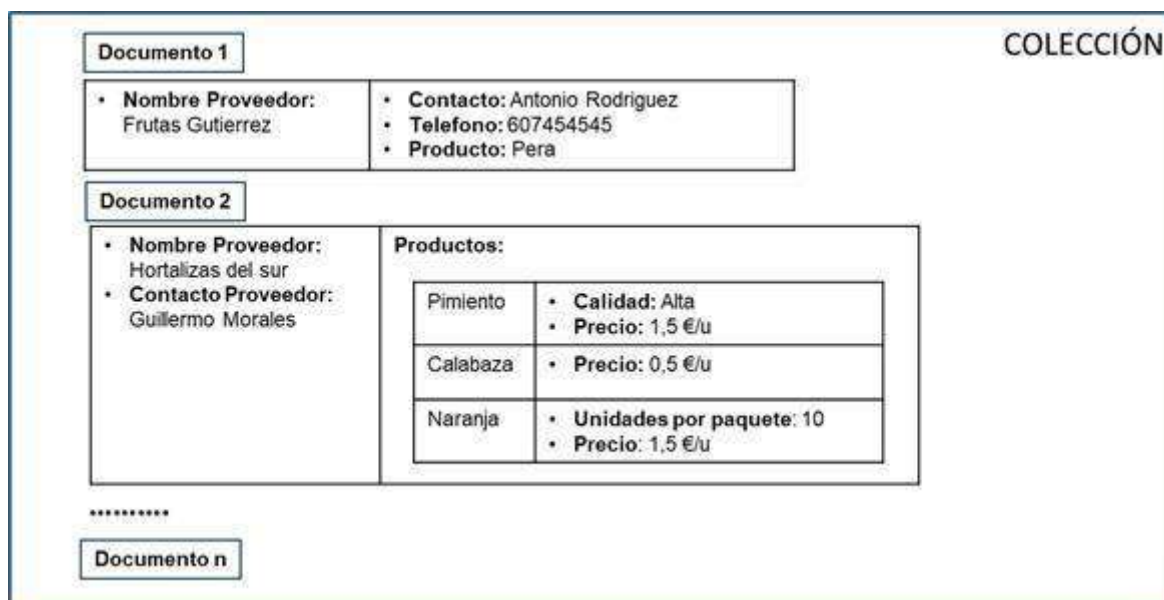 COLECCIÓN
Documento 1
• Nombre Proveedor:
Frutas Gutierrez
• Contacto: Antonio Rodriguez
• Telefono: 607454545
• Producto: Pera
Documento 2
• Nombre Proveedor:
Hortalizas del sur
• Contacto Proveedor:
Guillermo Morales
Productos:
Pimiento
• Calidad: Alta
• Precio: 1,5 €/u
Calabaza
• Precio: 0,5 €/u
Naranja
• Unidades por paquete: 10
• Precio: 1,5 €/u
..........
Documento n